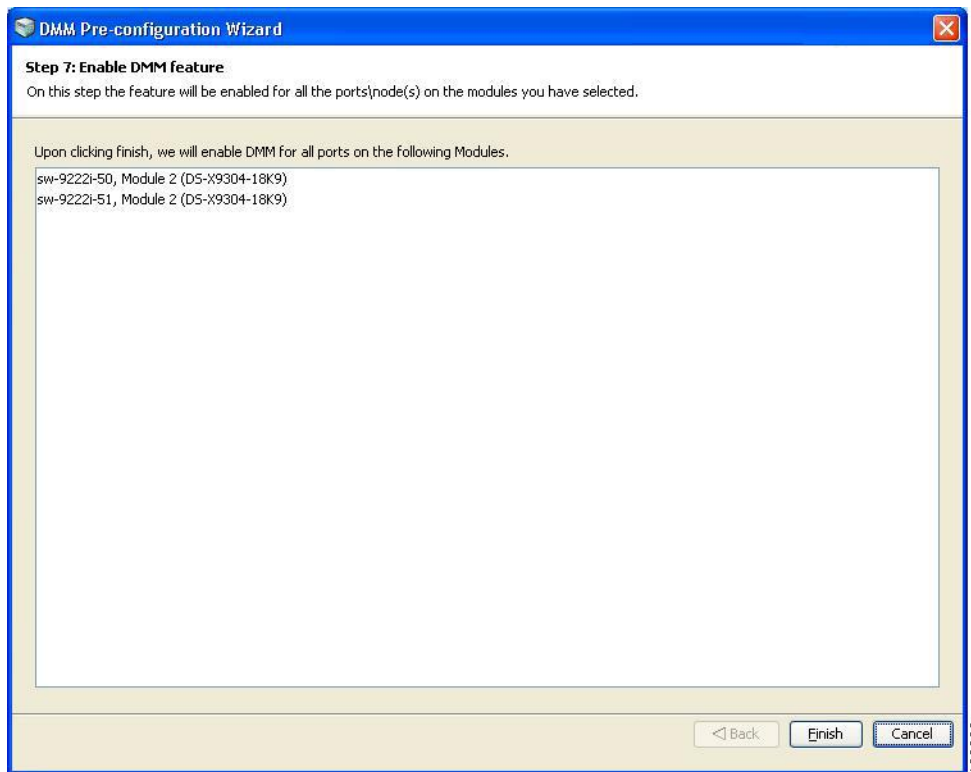 DMM Pre-configuration Wizard
Step 7: Enable DMM feature
On this step the feature will be enabled for all the ports\node(s) on the modules you have selected.
Upon clicking finish, we will enable DMM for all ports on the following Modules.
sw-9222i-50, Module 2 (DS-X9304-18K9)
sw-9222i-51, Module 2 (DS-X9304-18K9)
Back
Finish
Cancel